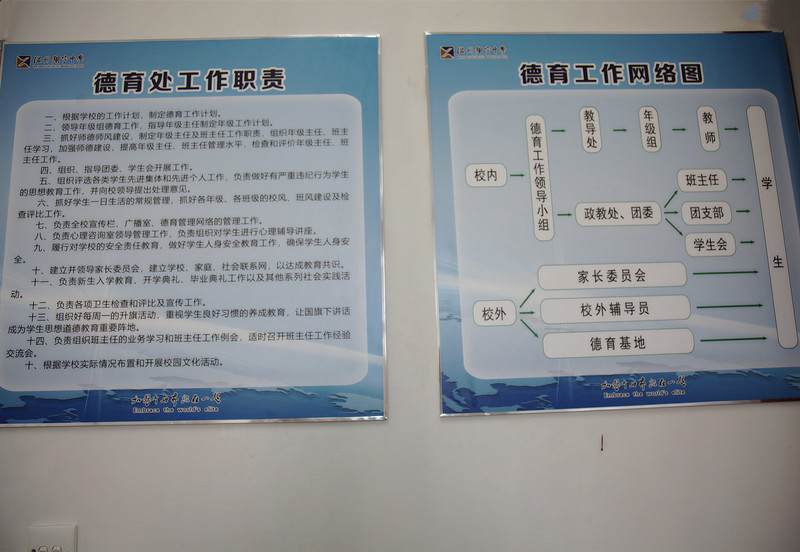 德育处工作职责
一、根据学校的工作计划，制定德育工作计划。
二、领导年级组德育工作，指导年级主任制定年级工作计划。
三、抓好师德师风建设，制定年级主任及班主任工作职责，组织年级主任、班主
任学习，加强师德建设，提高年级主任、班主任管理水平，检查和评价年级主任、班
主任工作。
四、组织、指导团委、学生会开展工作。
五、组织评选各类学生先进集体和先进个人工作，负责做好有严重违纪行为学生
的思想教育工作，并向校领导提出处理意见。
六、抓好学生一日生活的常规管理，抓好各年级、各班级的校风、班风建设及检
查评比工作。
七、负责全校宣传栏、广播室、德育管理网络的管理工作。
八、负责心理咨询室领导管理工作，负责组织对学生进行心理辅导讲座。
九、履行对学校的安全责任教育，做好学生人身安全教育工作，确保学生人身安
全。
十、建立并领导家长委员会，建立学校、家庭、社会联系网，以达成教育共识。
十一、负责新生入学教育，开学典礼，毕业典礼工作以及其他系列社会实践活
动。
十二、负责各项卫生检查和评比及宣传工作。
十三、组织好每周一的升旗活动，重视学生良好习惯的养成教育，让国旗下讲话
成为学生思想道德教育重要阵地。
十四、负责组织班主任的业务学习和班主任工作例会，适时召开班主任工作经验
交流会。
十、根据学校实际情况布置和开展校园文化活动。
Embrace the world's elite
德育工作网络图
校内
德育工作领导小组
教导处
年级组
教师
政教处、团委
班主任
团支部
学生会
学生
校外
家长委员会
校外辅导员
德育基地
Embrace the world's elite